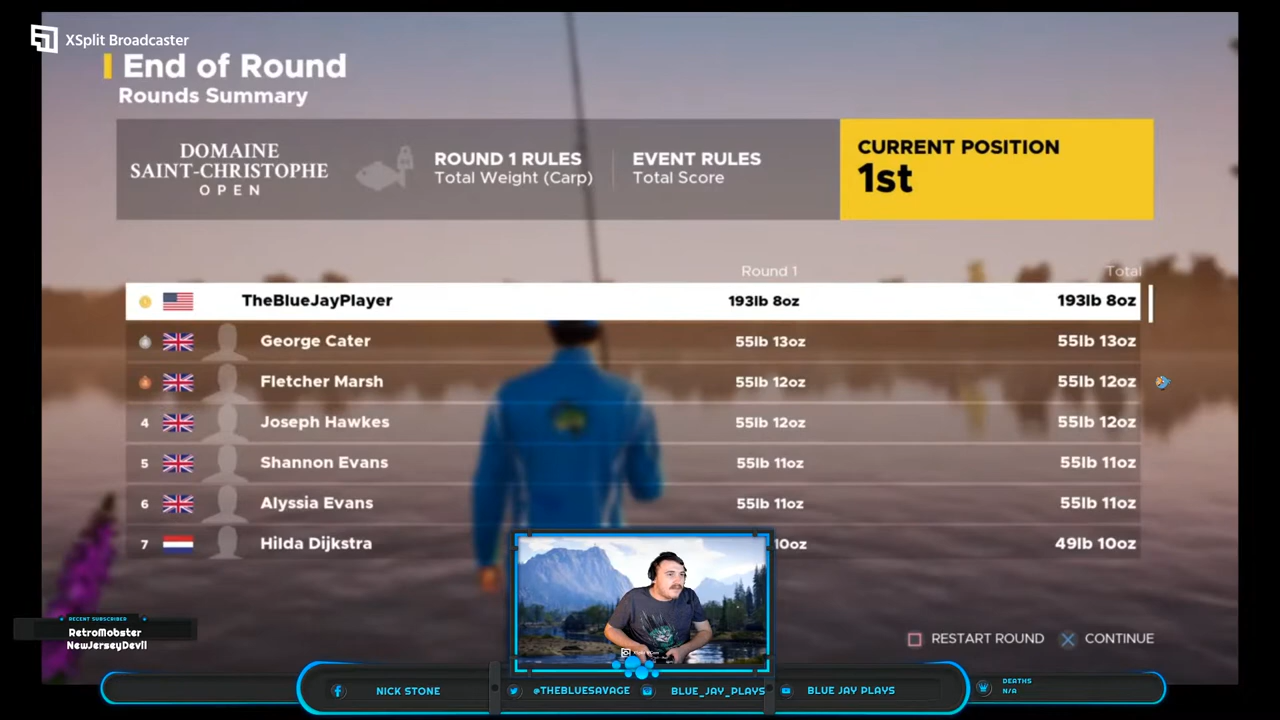 XSplit Broadcaster
End of Round
Rounds Summary
DOMAINE
SAINT-CHRISTOPHE
OPEN
ROUND 1 RULES
Total Weight (Carp)
EVENT RULES
Total Score
CURRENT POSITION
1st
Round 1 Total
TheBlueJayPlayer 193lb 8oz 193lb 8oz
George Cater 55lb 13oz 55lb 13oz
Fletcher Marsh 55lb 12oz 55lb 12oz
4 Joseph Hawkes 55lb 12oz 55lb 12oz
5 Shannon Evans 55lb 11oz 55lb 11oz
6 Alyssia Evans 55lb 11oz 55lb 11oz
7 Hilda Dijkstra 10oz 49lb 10oz
RECENT SUBSCRIBER
RetroMobster
NewJerseyDevil
RESTART ROUND CONTINUE
NICK STONE @THEBLUESAVAGE BLUE_JAY_PLAYS BLUE JAY PLAYS
DEATHS
N/A